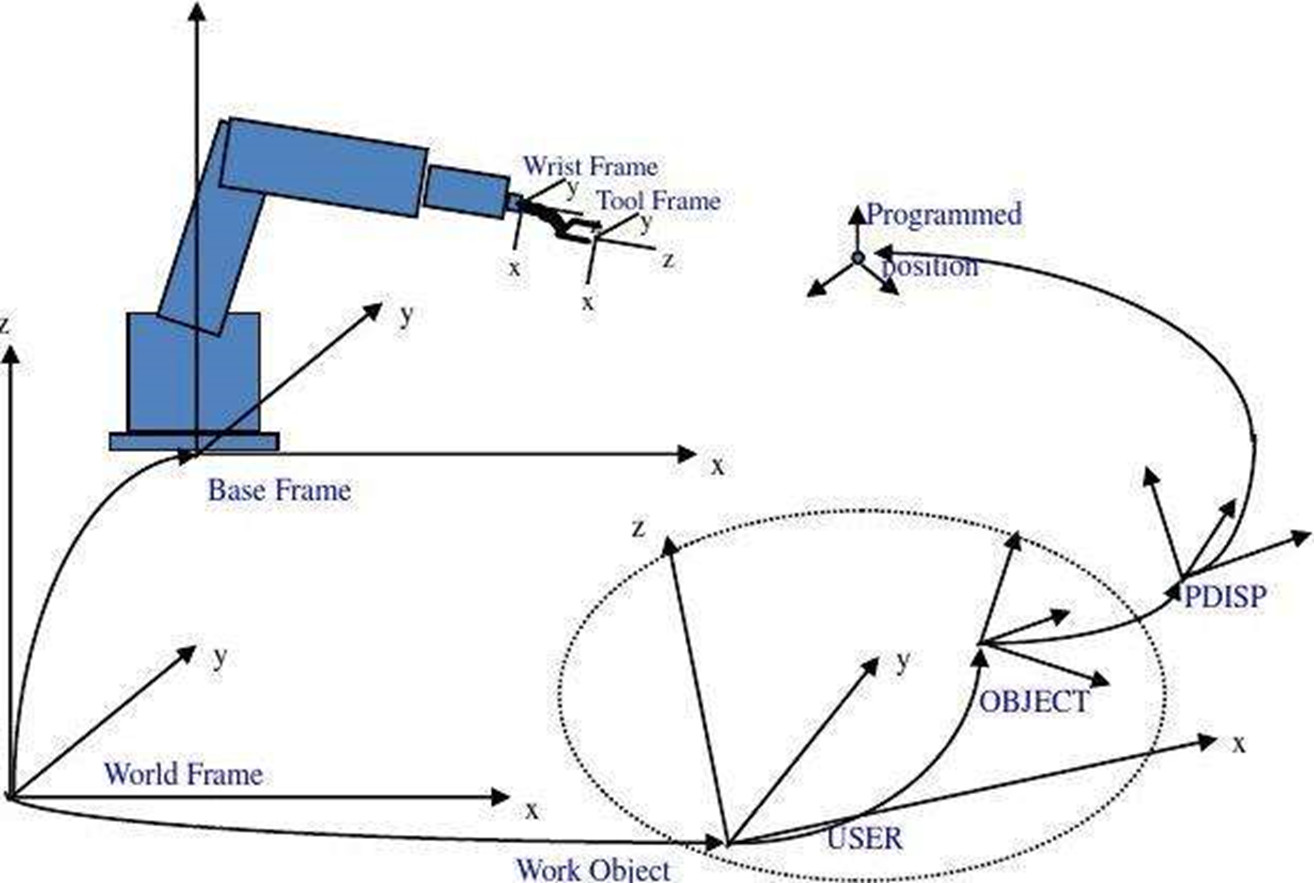 Wrist Frame
y
Tool Frame
y
z
x
x
Programmed
position
z
y
x
Base Frame
z
y
PDISP
y
OBJECT
x
World Frame
x
USER
Work Object